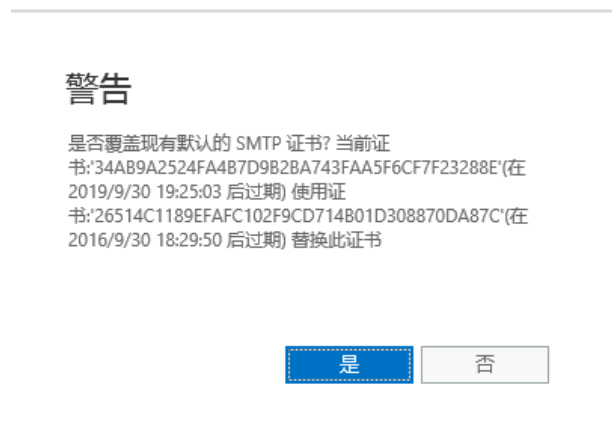 警告
是否覆盖现有默认的 SMTP 证书? 当前证
书:'34AB9A2524FA4B7D9B2BA743FAA5F6CF7F23288E'(在
2019/9/30 19:25:03 后过期) 使用证
书:'26514C1189EFAFC102F9CD714B01D308870DA87C'(在
2016/9/30 18:29:50 后过期) 替换此证书
是
否